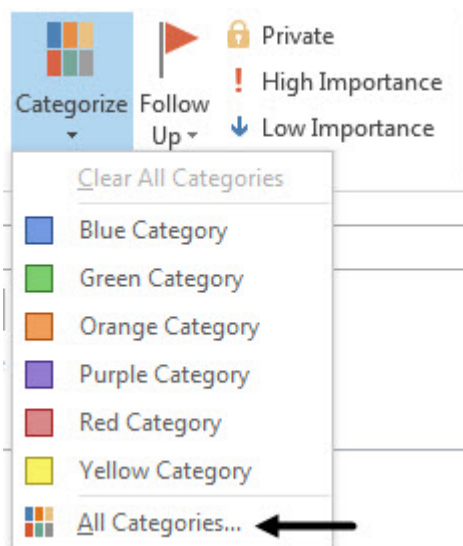 Categorize
Follow
Up
Private
High Importance
Low Importance
Clear All Categories
Blue Category
Green Category
Orange Category
Purple Category
Red Category
Yellow Category
All Categories...